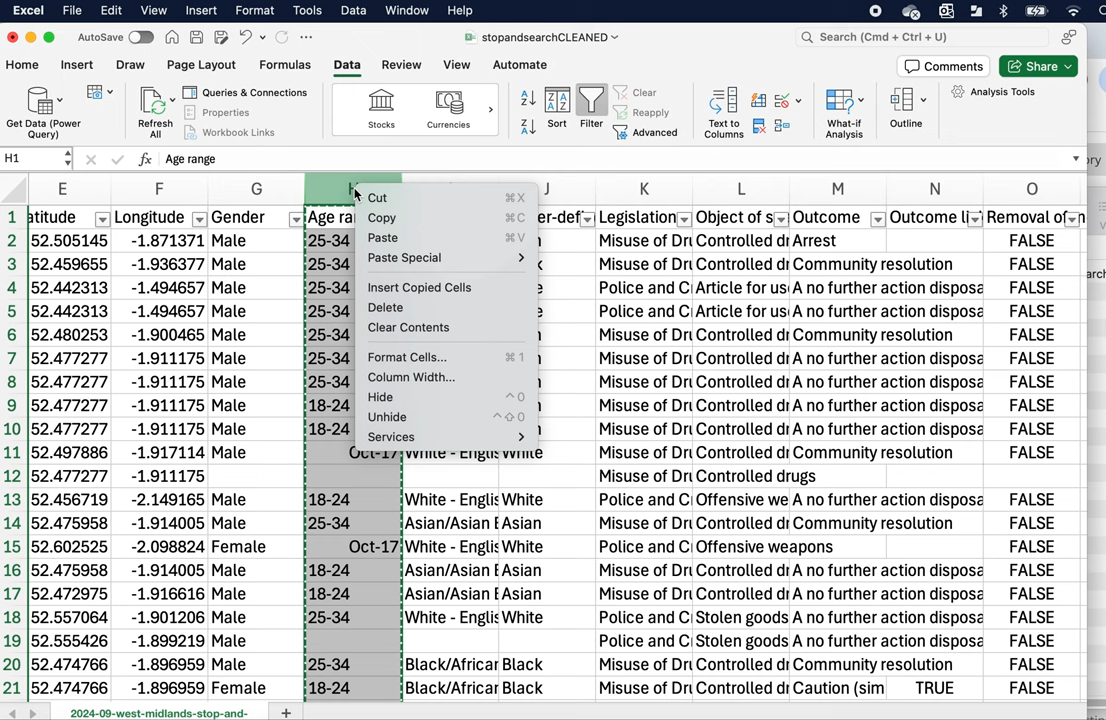 Excel File Edit View Insert Format Tools Data Window Help
AutoSave stopandsearchCLEANED Search (Cmd + Ctrl + U)
Home Insert Draw Page Layout Formulas Data Review View Automate Comments Share
Get Data (Power Query) Refresh All Queries & Connections Properties Workbook Links Stocks Currencies Sort Filter Clear Reapply Advanced Text to Columns What-if Analysis Outline Analysis Tools
H1 fx Age range
E F G H J K L M N O
1 atitude Longitude Gender Age ra er-defi Legislation Object of s Outcome Outcome li Removal of n
2 52.505145 -1.871371 Male 25-34 Misuse of Dru Controlled dr Arrest FALSE
3 52.459655 -1.936377 Male 25-34 Misuse of Dru Controlled dr Community resolution FALSE
4 52.442313 -1.494657 Male 25-34 Police and C Article for use A no further action disposa FALSE
5 52.442313 -1.494657 Male 25-34 Police and C Article for use A no further action disposa FALSE
6 52.480253 -1.900465 Male 25-34 Misuse of Dru Controlled dr Community resolution FALSE
7 52.477277 -1.911175 Male 25-34 Misuse of Dru Controlled dr A no further action disposa FALSE
8 52.477277 -1.911175 Male 25-34 Misuse of Dru Controlled dr A no further action disposa FALSE
9 52.477277 -1.911175 Male 18-24 Misuse of Dru Controlled dr A no further action disposa FALSE
10 52.477277 -1.911175 Male 18-24 Misuse of Dru Controlled dr A no further action disposa FALSE
11 52.497886 -1.917114 Male Oct-17 White - Englis White Misuse of Dru Controlled dr Community resolution FALSE
12 52.477277 -1.911175 Misuse of Dru Controlled drugs
13 52.456719 -2.149165 Male 18-24 White - Englis White Police and C Offensive we A no further action disposa FALSE
14 52.475958 -1.914005 Male 25-34 Asian/Asian B Asian Misuse of Dru Controlled dr Community resolution FALSE
15 52.602525 -2.098824 Female Oct-17 White - Englis White Police and C Offensive weapons FALSE
16 52.475958 -1.914005 Male 18-24 Asian/Asian B Asian Misuse of Dru Controlled dr A no further action disposa FALSE
17 52.472975 -1.916616 Male 18-24 Asian/Asian B Asian Misuse of Dru Controlled dr A no further action disposa FALSE
18 52.557064 -1.901206 Male 25-34 White - Englis White Police and C Stolen goods A no further action disposa FALSE
19 52.555426 -1.899219 Male Police and C Stolen goods A no further action disposa FALSE
20 52.474766 -1.896959 Male 25-34 Black/African Black Misuse of Dru Controlled dr Community resolution FALSE
21 52.474766 -1.896959 Female 18-24 Black/African Black Misuse of Dru Controlled dr Caution (sim TRUE FALSE
Cut ⌘X
Copy ⌘C
Paste ⌘V
Paste Special
Insert Copied Cells
Delete
Clear Contents
Format Cells... ⌘1
Column Width...
Hide ^0
Unhide ^⇧0
Services
2024-09-west-midlands-stop-and-